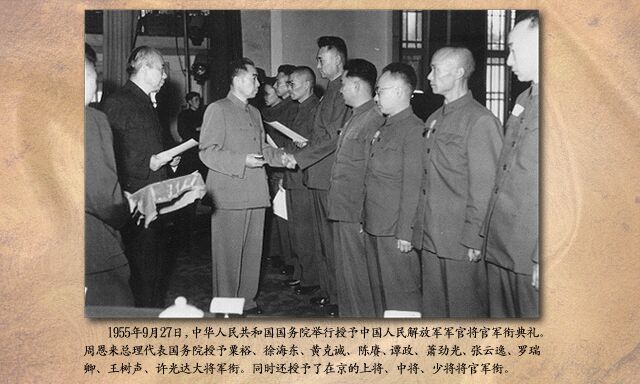 1955年9月27日，中华人民共和国国务院举行授予中国人民解放军军官将官军衔典礼。
周恩来总理代表国务院授予粟裕、徐海东、黄克诚、陈赓、谭政、萧劲光、张云逸、罗瑞
卿、王树声、许光达大将军衔。同时还授予了在京的上将、中将、少将将官军衔。